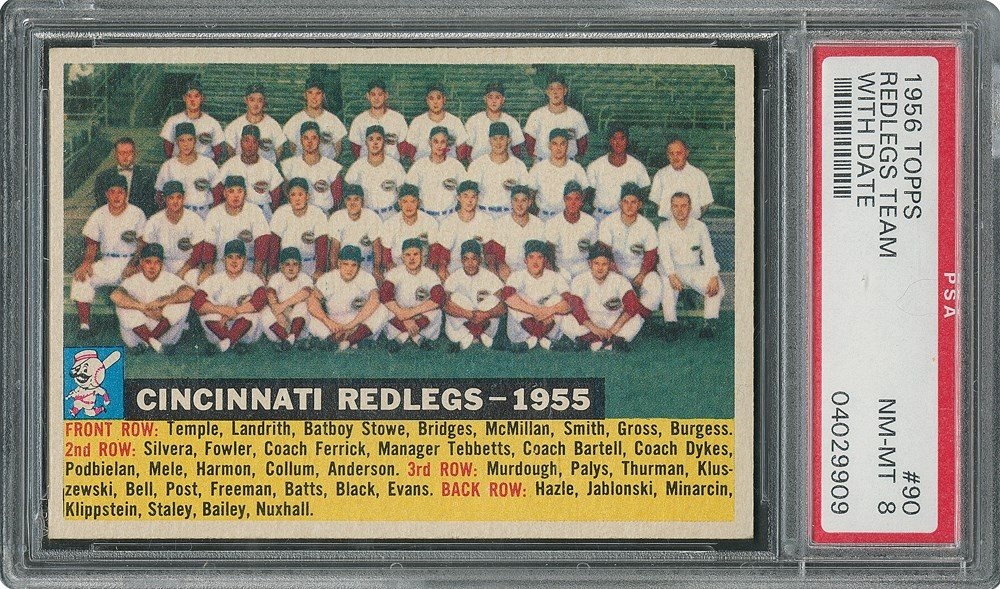 CINCINNATI REDLEGS – 1955
FRONT ROW: Temple, Landrith, Batboy Stowe, Bridges, McMillan, Smith, Gross, Burgess.
2nd ROW: Silvera, Fowler, Coach Ferrick, Manager Tebbetts, Coach Bartell, Coach Dykes,
Podbielan, Mele, Harmon, Collum, Anderson. 3rd ROW: Murdough, Palys, Thurman, Klus-
zewski, Bell, Post, Freeman, Batts, Black, Evans. BACK ROW: Hazle, Jablonski, Minarcin,
Klippstein, Staley, Bailey, Nuxhall.
1956 TOPPS #90
REDLEGS TEAM NM-MT 8
WITH DATE
04029909
PSA